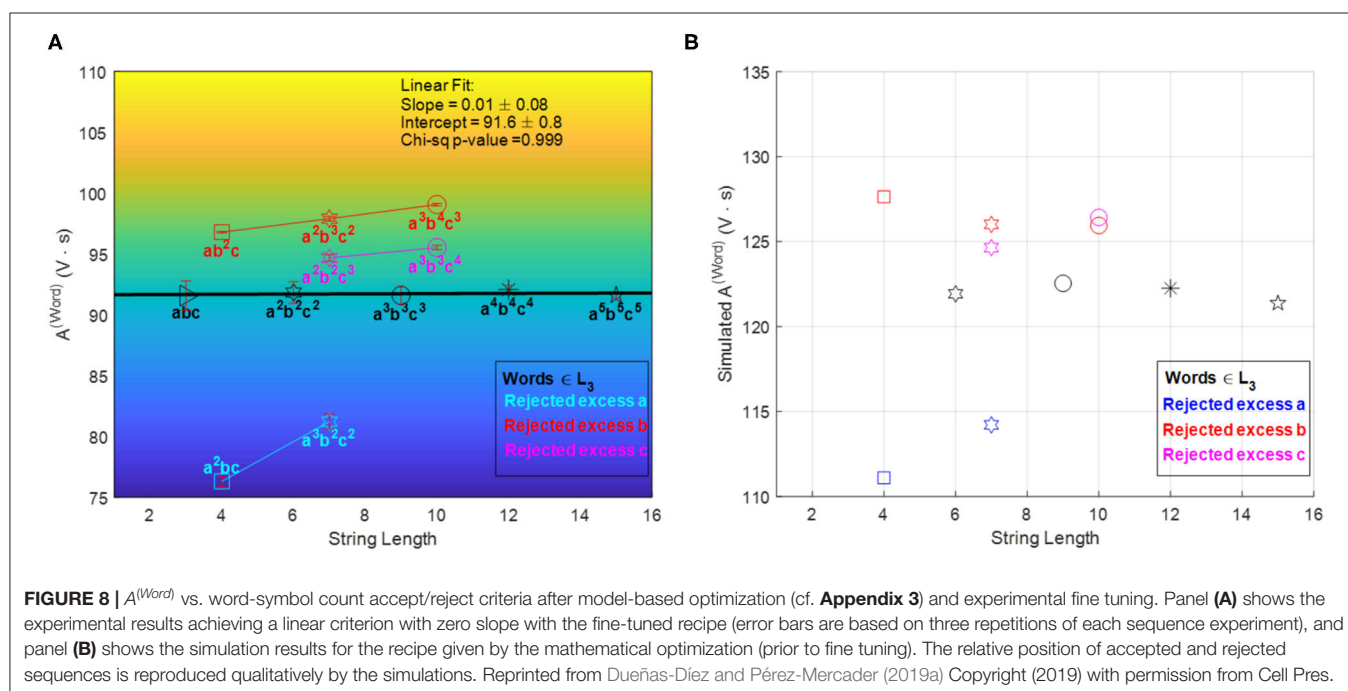 A
B
110
105
100
95
90
85
80
75
A(Word) (V · s)
Linear Fit:
Slope = 0.01 ± 0.08
Intercept = 91.6 ± 0.8
Chi-sq p-value =0.999
ab²c
a²b³c²
a³b⁴c³
a²b²c³
a³b³c⁴
abc
a²b²c²
a³b³c³
a⁴b⁴c⁴
a⁵b⁵c⁵
a²bc
a³b²c²
Words ∈ L₃
Rejected excess a
Rejected excess b
Rejected excess c
2 4 6 8 10 12 14 16
String Length
135
130
125
120
115
110
Simulated A(Word) (V · s)
Words ∈ L₃
Rejected excess a
Rejected excess b
Rejected excess c
2 4 6 8 10 12 14 16
String Length
FIGURE 8 | A(Word) vs. word-symbol count accept/reject criteria after model-based optimization (cf. Appendix 3) and experimental fine tuning. Panel (A) shows the
experimental results achieving a linear criterion with zero slope with the fine-tuned recipe (error bars are based on three repetitions of each sequence experiment), and
panel (B) shows the simulation results for the recipe given by the mathematical optimization (prior to fine tuning). The relative position of accepted and rejected
sequences is reproduced qualitatively by the simulations. Reprinted from Dueñas-Díez and Pérez-Mercader (2019a) Copyright (2019) with permission from Cell Pres.